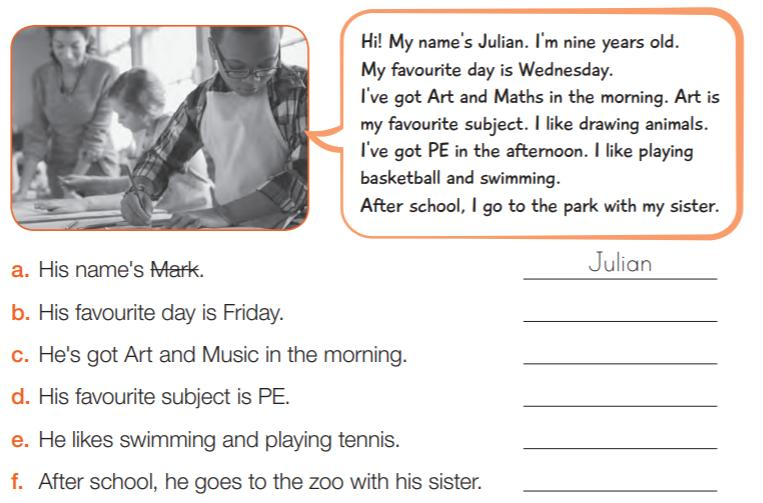 Hi! My name's Julian. I'm nine years old.
My favourite day is Wednesday.
I've got Art and Maths in the morning. Art is
my favourite subject. I like drawing animals.
I've got PE in the afternoon. I like playing
basketball and swimming.
After school, I go to the park with my sister.
a. His name's Mark. Julian
b. His favourite day is Friday.
c. He's got Art and Music in the morning.
d. His favourite subject is PE.
e. He likes swimming and playing tennis.
f. After school, he goes to the zoo with his sister.